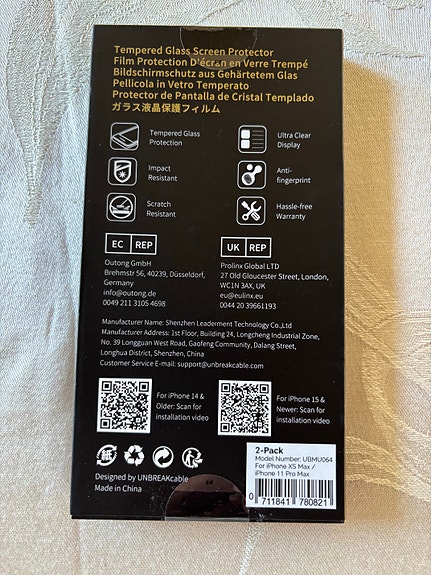 Tempered Glass Screen Protector
Film Protection D'écran en Verre Trempé
Bildschirmschutz aus Gehärtetem Glas
Pellicola in Vetro Temperato
Protector de Pantalla de Cristal Templado
ガラス液晶保護フィルム
Tempered Glass
Protection
Ultra Clear
Display
Impact
Resistant
Anti-
fingerprint
Scratch
Resistant
Hassle-free
Warranty
EC REP
Outong GmbH
Brehmstr 56, 40239, Düsseldorf,
Germany
info@outong.de
0049 211 3105 4698
UK REP
Prolinx Global LTD
27 Old Gloucester Street, London,
WC1N 3AX, UK
eu@eulinx.eu
0044 20 39661193
Manufacturer Name: Shenzhen Leaderment Technology Co.,Ltd
Manufacturer Address: 1st Floor, Building 24, Longcheng Industrial Zone,
No. 39 Longguan West Road, Gaofeng Community, Dalang Street,
Longhua District, Shenzhen, China
Customer Service E-mail: support@unbreakcable.com
For iPhone 14 &
Older: Scan for
installation video
For iPhone 15 &
Newer: Scan for
installation video
紙
Designed by UNBREAKcable
Made in China
2-Pack
Model Number: UBMU064
For iPhone XS Max /
iPhone 11 Pro Max
0 711841 780821